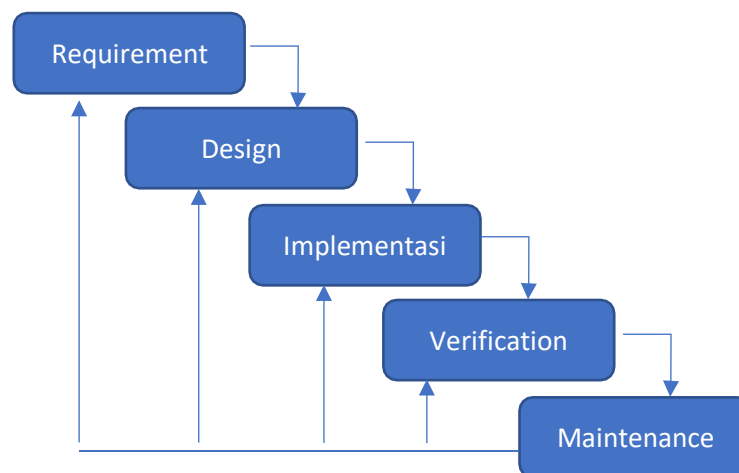 Requirement
Design
Implementasi
Verification
Maintenance